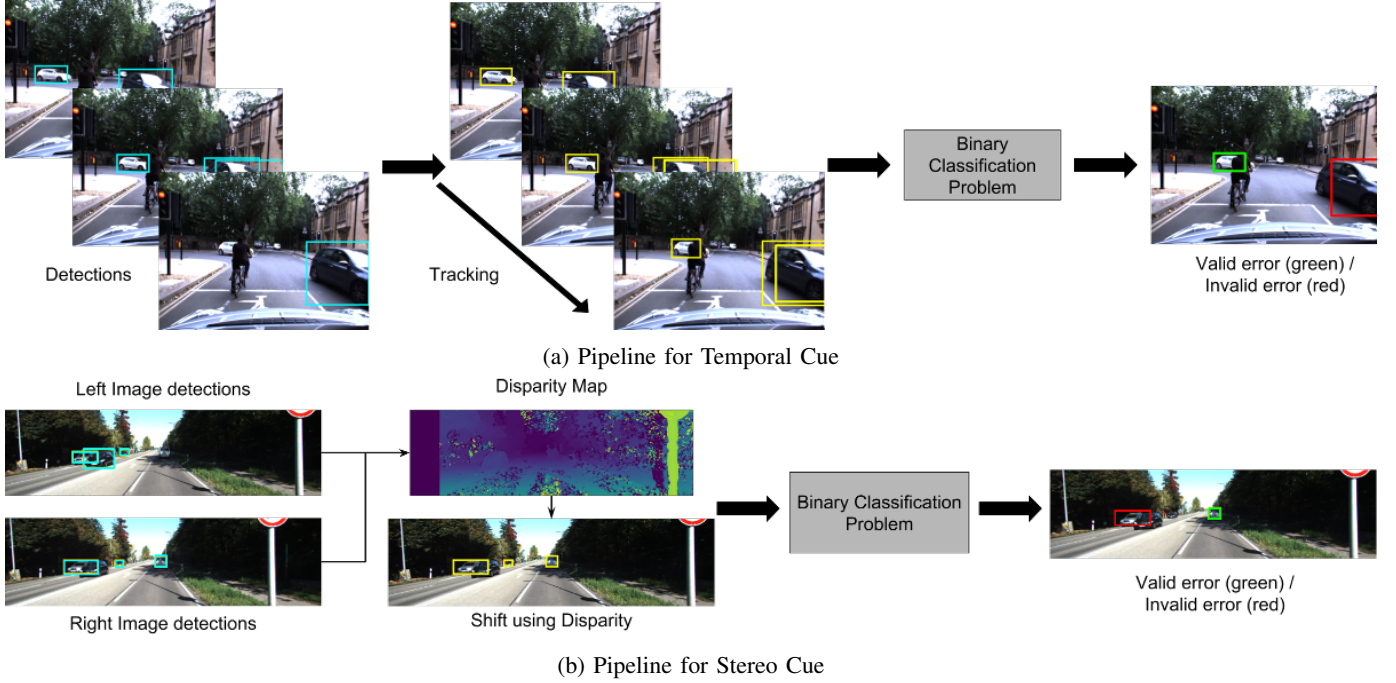 Detections
Tracking
Binary
Classification
Problem
Valid error (green) /
Invalid error (red)
(a) Pipeline for Temporal Cue
Left Image detections
Disparity Map
Right Image detections
Shift using Disparity
Binary Classification
Problem
Valid error (green) /
Invalid error (red)
(b) Pipeline for Stereo Cue